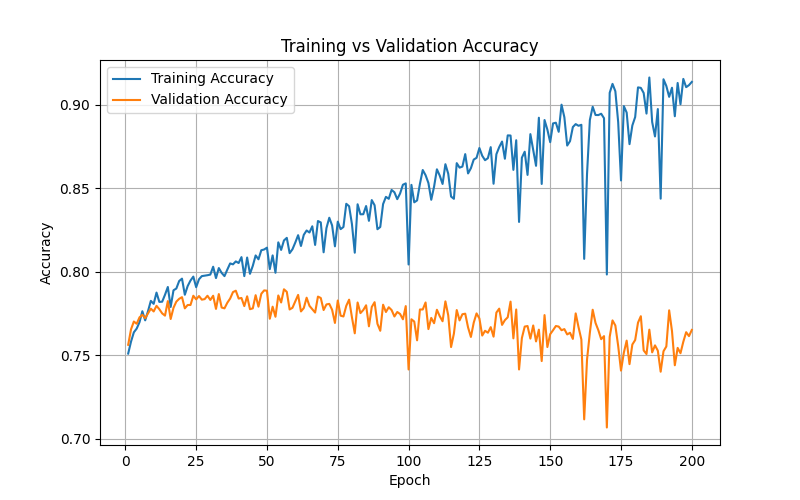 Training vs Validation Accuracy
Training Accuracy
Validation Accuracy
Accuracy
0.90
0.85
0.80
0.75
0.70
0
25
50
75
100
125
150
175
200
Epoch